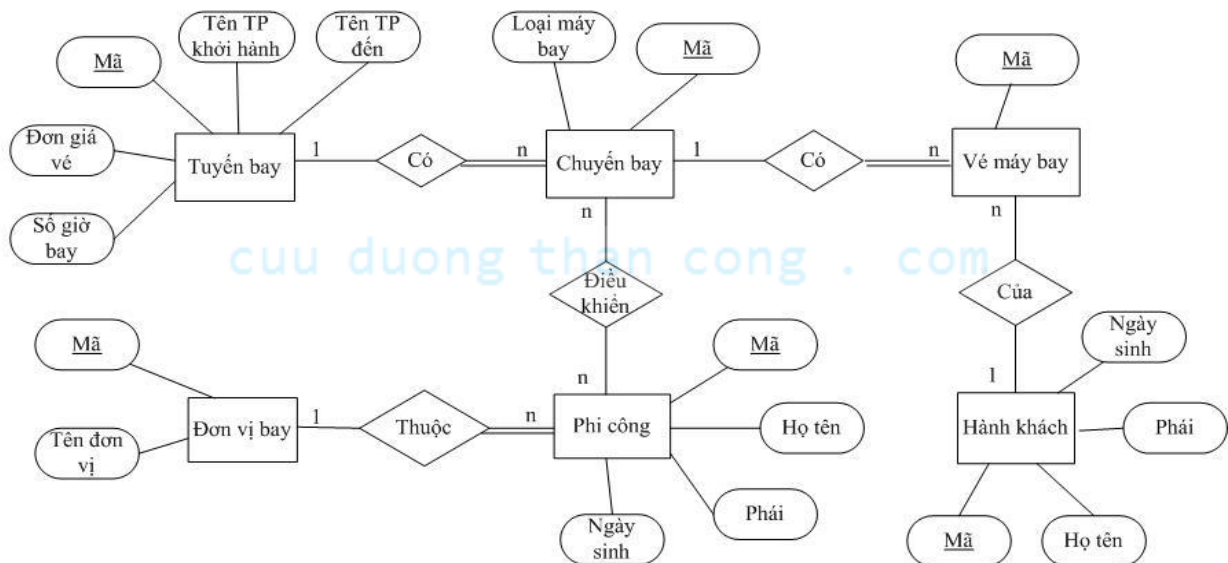 Tên TP
khởi hành
Tên TP
đến
Loại máy
bay
Mã
Mã
Mã
Đơn giá
vé
Tuyến bay
1
Có
n
Chuyến bay
1
Có
n
Vé máy bay
Số giờ
bay
n
n
cuu duong than cong . com
Điều
khiển
Của
Mã
Mã
Ngày
sinh
n
1
Đơn vị bay
1
Thuộc
n
Phi công
Họ tên
Hành khách
Phái
Tên đơn
vị
Phái
Ngày
sinh
Mã
Họ tên